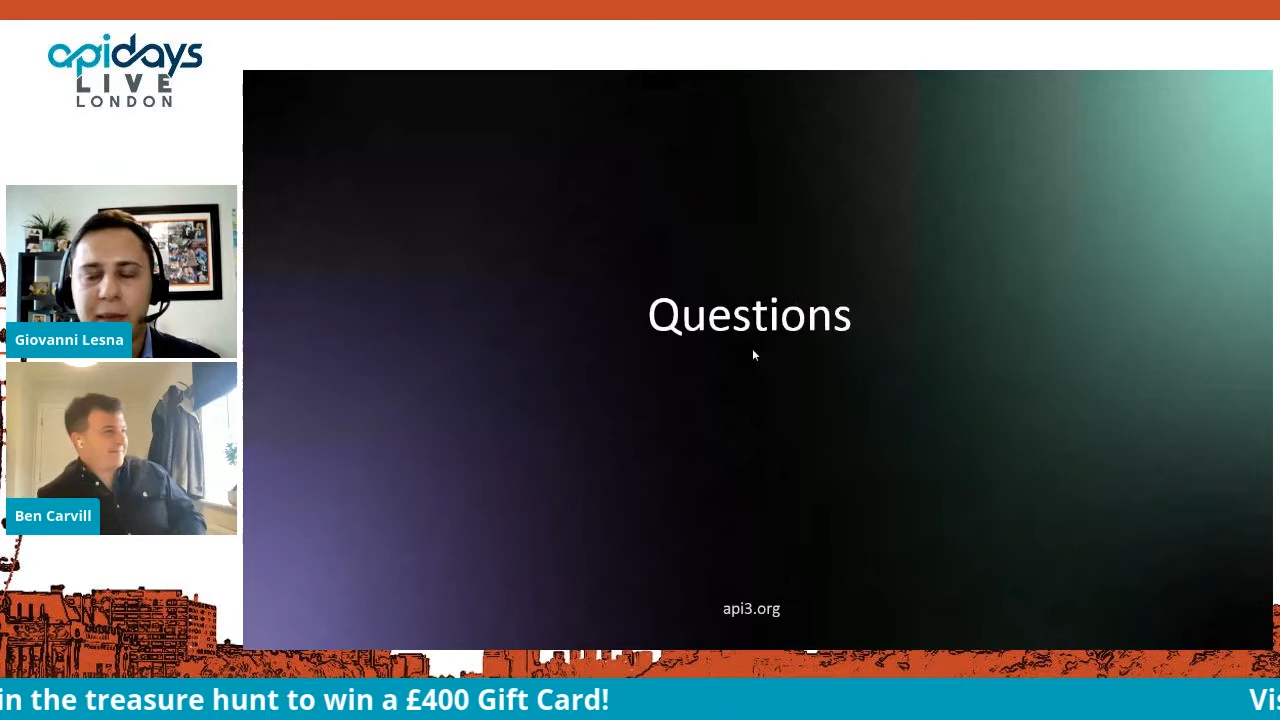 apidays
LIVE
LONDON
Giovanni Lesna
Ben Carvill
Questions
api3.org
in the treasure hunt to win a £400 Gift Card!
Vis